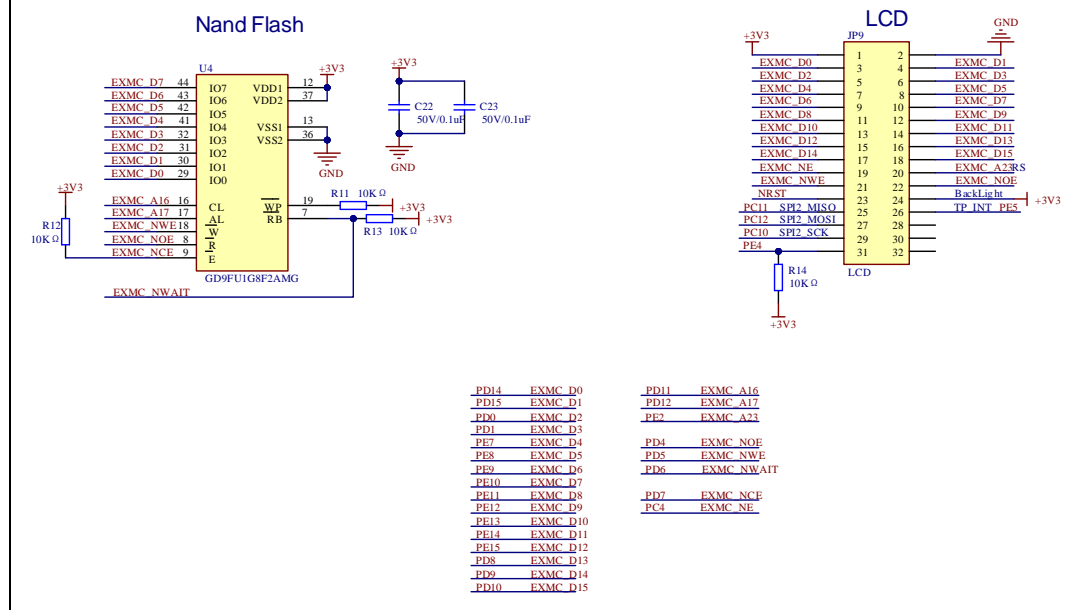 Nand Flash
U4
EXMC_D7 44 IO7 VDD1 12 +3V3
EXMC_D6 43 IO6 VDD2 37
EXMC_D5 42 IO5
EXMC_D4 41 IO4 VSS1 13
EXMC_D3 32 IO3 VSS2 36
EXMC_D2 31 IO2
EXMC_D1 30 IO1 GND
EXMC_D0 29 IO0
EXMC_A16 16 CL WP 19 R11 10KΩ +3V3
EXMC_A17 17 AL RB 7 R13 10KΩ +3V3
EXMC_NWE 18 W
EXMC_NOE 8 R
EXMC_NCE 9 E
+3V3
R12
10KΩ
GD9FU1G8F2AMG
EXMC_NWAIT
+3V3
C22
50V/0.1uF
C23
50V/0.1uF
GND
LCD
JP9
+3V3 1 2 GND
EXMC_D0 3 4 EXMC_D1
EXMC_D2 5 6 EXMC_D3
EXMC_D4 7 8 EXMC_D5
EXMC_D6 9 10 EXMC_D7
EXMC_D8 11 12 EXMC_D9
EXMC_D10 13 14 EXMC_D11
EXMC_D12 15 16 EXMC_D13
EXMC_D14 17 18 EXMC_D15
EXMC_NE 19 20 EXMC_A23 RS
EXMC_NWE 21 22 EXMC_NOE
NRST 23 24 BackLight +3V3
PC11 SPI2_MISO 25 26 TP_INT PE5
PC12 SPI2_MOSI 27 28
PC10 SPI2_SCK 29 30
PE4 31 32
LCD
R14
10KΩ
+3V3
PD14 EXMC_D0
PD15 EXMC_D1
PD0 EXMC_D2
PD1 EXMC_D3
PE7 EXMC_D4
PE8 EXMC_D5
PE9 EXMC_D6
PE10 EXMC_D7
PE11 EXMC_D8
PE12 EXMC_D9
PE13 EXMC_D10
PE14 EXMC_D11
PE15 EXMC_D12
PD8 EXMC_D13
PD9 EXMC_D14
PD10 EXMC_D15
PD11 EXMC_A16
PD12 EXMC_A17
PE2 EXMC_A23
PD4 EXMC_NOE
PD5 EXMC_NWE
PD6 EXMC_NWAIT
PD7 EXMC_NCE
PC4 EXMC_NE